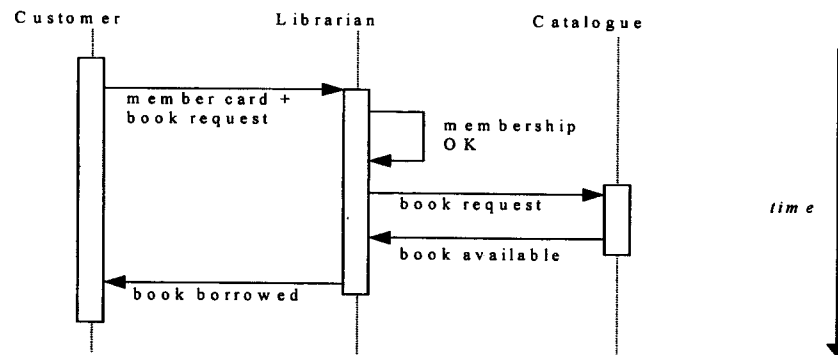 Customer
Librarian
Catalogue
member card +
book request
membership
OK
book request
time
book available
book borrowed